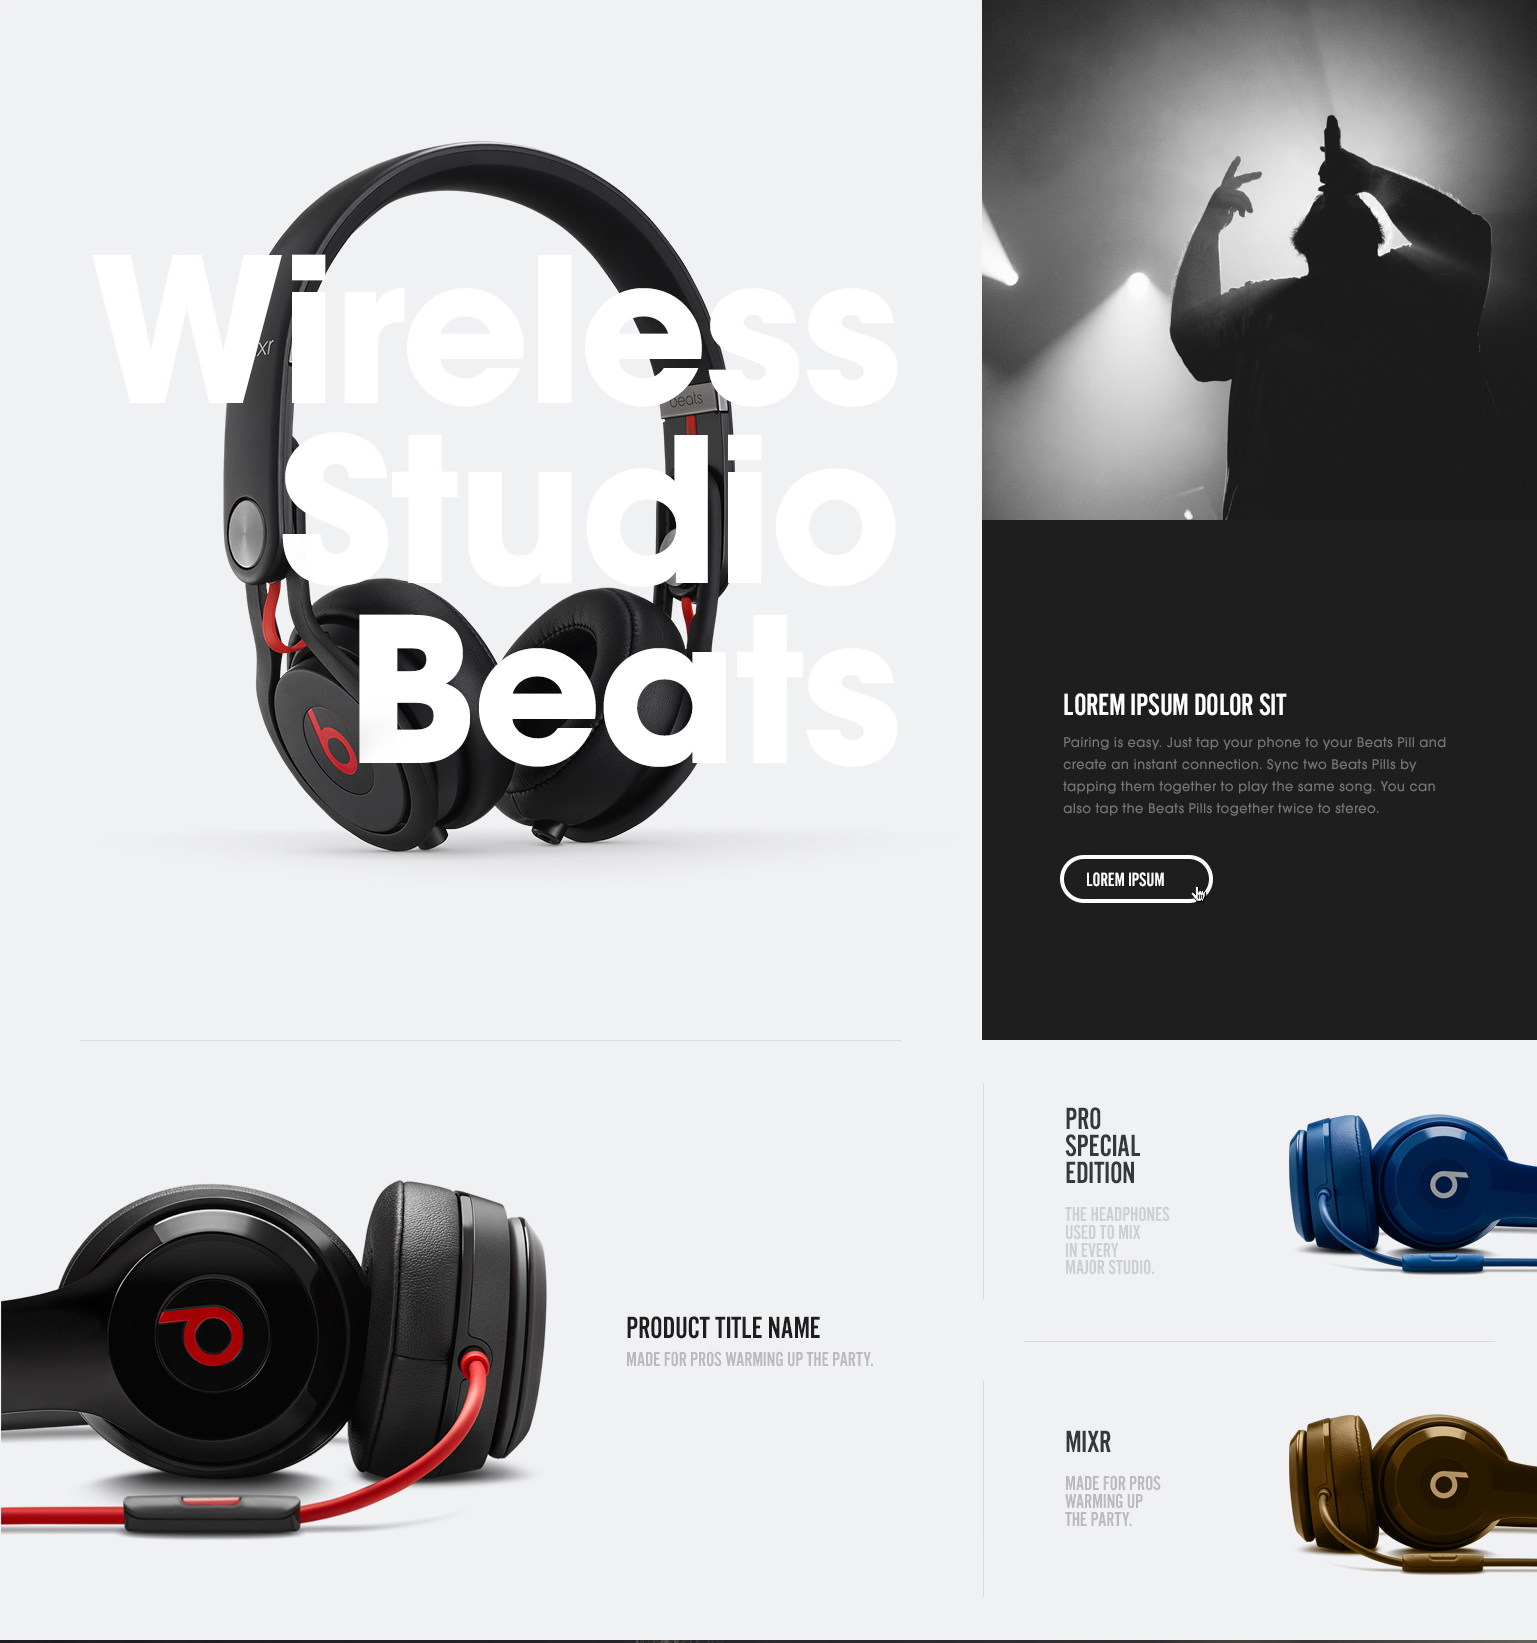 Wireless
Studio
Beats
xr
beats
LOREM IPSUM DOLOR SIT
Pairing is easy. Just tap your phone to your Beats Pill and
create an instant connection. Sync two Beats Pills by
tapping them together to play the same song. You can
also tap the Beats Pills together twice to stereo.
LOREM IPSUM
PRODUCT TITLE NAME
MADE FOR PROS WARMING UP THE PARTY.
PRO
SPECIAL
EDITION
THE HEADPHONES
USED TO MIX
IN EVERY
MAJOR STUDIO.
MIXR
MADE FOR PROS
WARMING UP
THE PARTY.